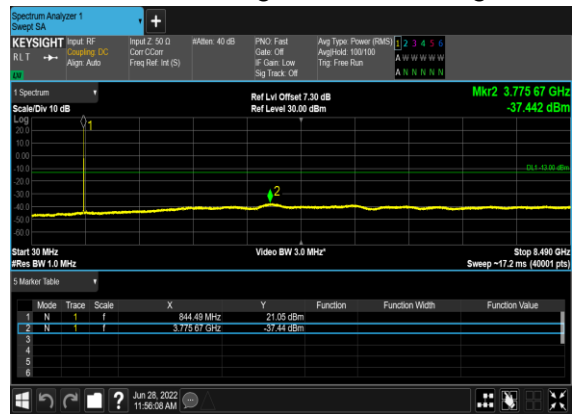 Spectrum Analyzer 1
Swept SA
+
KEYSIGHT Input: RF Input Z: 50 Ω #Atten: 40 dB PNO: Fast Avg Type: Power (RMS) 1 2 3 4 5 6
RLT Coupling: DC Corr CCorr Gate: Off Avg|Hold: 100/100 A W W W W W
Align: Auto Freq Ref: Int (S) IF Gain: Low Trig: Free Run
Sig Track: Off A N N N N N
1 Spectrum Ref Lvl Offset 7.30 dB Mkr2 3.775 67 GHz
Scale/Div 10 dB Ref Level 30.00 dBm -37.442 dBm
Log
20.0
10.0
0.00
-10.0
-20.0
-30.0
-40.0
-50.0
-60.0
1
DL1 -13.00 dBm
2
Start 30 MHz Video BW 3.0 MHz* Stop 8.490 GHz
#Res BW 1.0 MHz Sweep ~17.2 ms (40001 pts)
5 Marker Table
Mode Trace Scale X Y Function Function Width Function Value
1 N 1 f 844.49 MHz 21.05 dBm
2 N 1 f 3.775 67 GHz -37.44 dBm
3
4
5
6
? Jun 28, 2022
11:56:08 AM